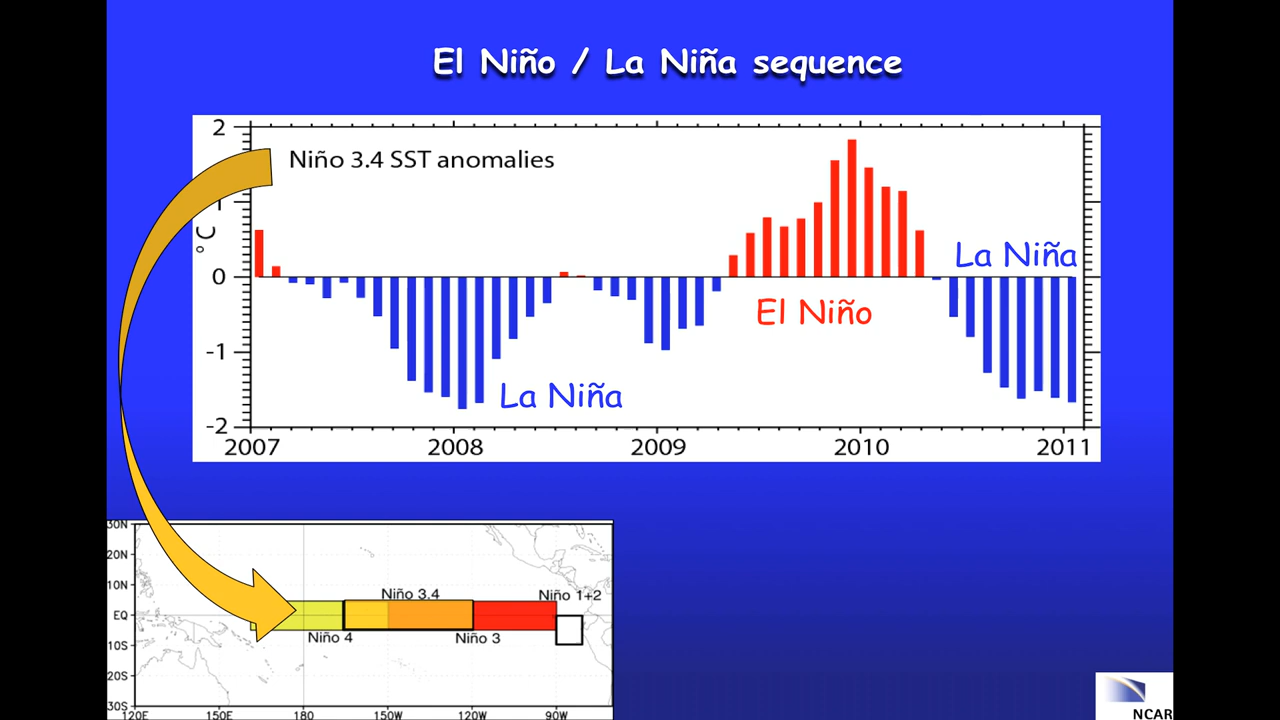 El Niño / La Niña sequence
2
Niño 3.4 SST anomalies
1
°C
La Niña
0
El Niño
-1
La Niña
-2
2007 2008 2009 2010 2011
30N
20N
10N
Niño 3.4 Niño 1+2
EQ
Niño 4 Niño 3
10S
20S
30S
120E 150E 180 150W 120W 90W
NCAR